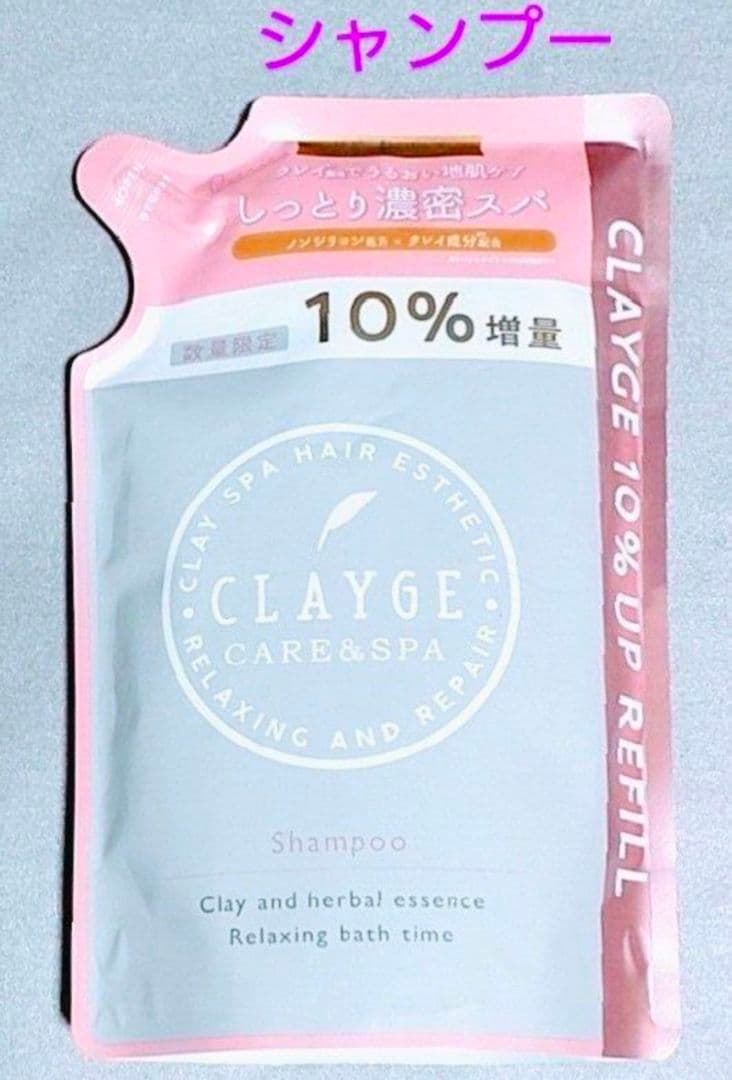 シャンプー
クレイ配合でうるおい地肌ケア
しっとり濃密スパ
ノンシリコン処方 × クレイ成分配合
数量限定
10%増量
CLAY SPA HAIR ESTHETIC
CLAYGE
CARE&SPA
RELAXING AND REPAIR
Shampoo
Clay and herbal essence
Relaxing bath time
CLAYGE 10% UP REFILL